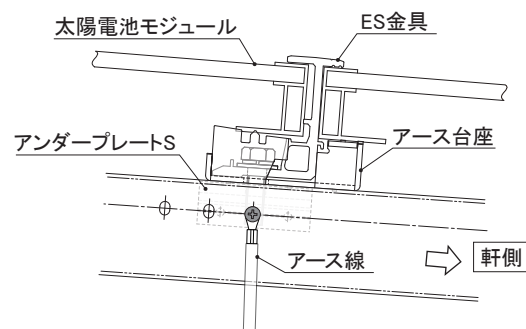 太陽電池モジュール
ES金具
アンダープレートS
アース台座
アース線
軒側